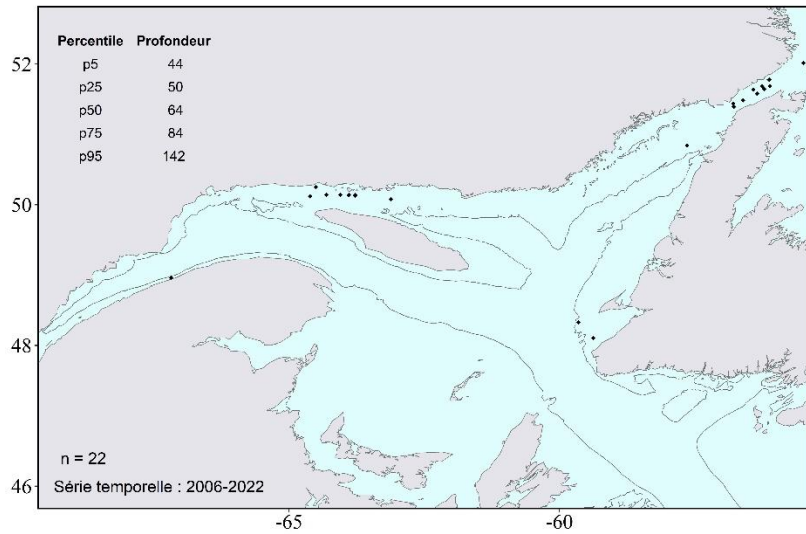 Percentile Profondeur
p5 44
p25 50
p50 64
p75 84
p95 142
n = 22
Série temporelle : 2006-2022
52
50
48
46
-65 -60